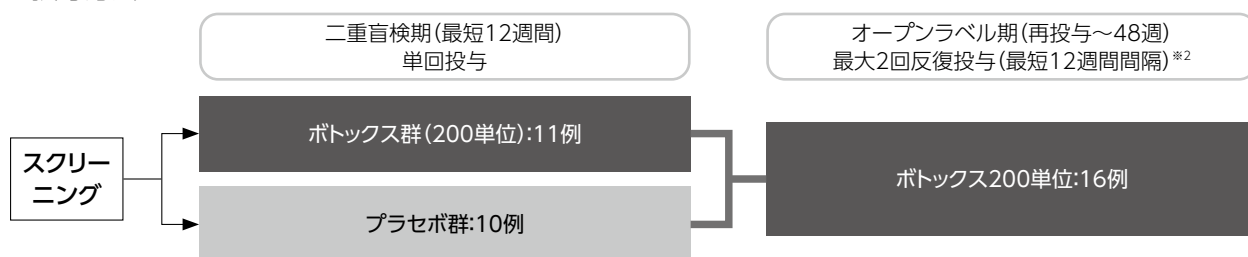 二重盲検期(最短12週間)
単回投与
オープンラベル期(再投与～48週)
最大2回反復投与(最短12週間間隔)※2
スクリー
ニング
ボトックス群(200単位):11例
プラセボ群:10例
ボトックス200単位:16例